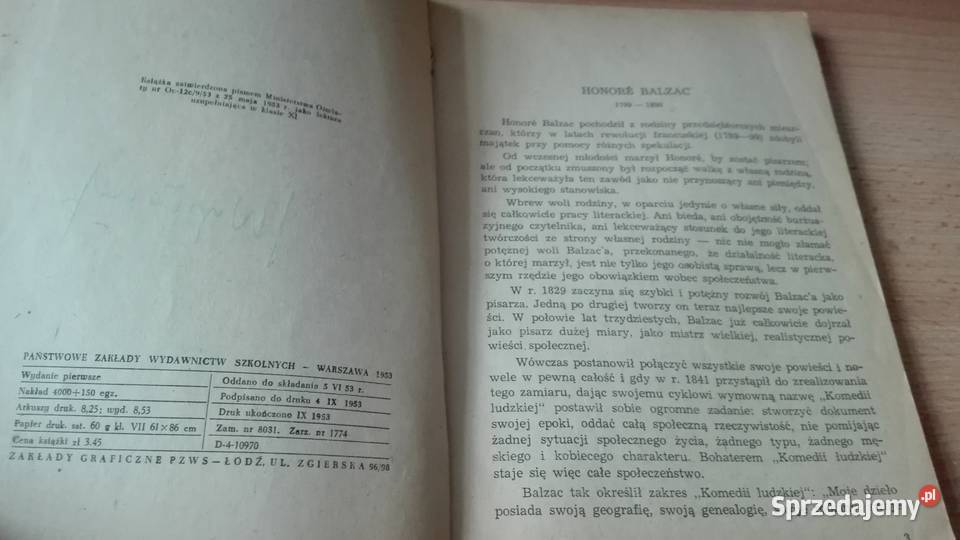 Książka zatwierdzona pismem Ministerstwa Oświa-
ty nr Oc-12c/9/53 z 25 maja 1953 r. jako lektura
uzupełniająca w klasie XI
PAŃSTWOWE ZAKŁADY WYDAWNICTW SZKOLNYCH — WARSZAWA 1953
Wydanie pierwsze
Oddano do składania 5 VI 53 r.
Nakład 4000+150 egz.
Podpisano do druku 4 IX 1953
Arkuszy druk. 8,25; wyd. 8,53
Druk ukończono IX 1953
Papier druk. sat. 60 g kl. VII 61×86 cm
Zam. nr 8031. Zarz. nr 1774
Cena książki zł 3.45
D-4-10970
ZAKŁADY GRAFICZNE PZWS — ŁÓDŹ, UL. ZGIERSKA 96/98
HONORÉ BALZAC
1799 — 1850
Honoré Balzac pochodził z rodziny przedsiębiorczych miesz-
czan, którzy w latach rewolucji francuskiej (1789—99) zdobyli
majątek przy pomocy różnych spekulacji.
Od wczesnej młodości marzył Honoré, by zostać pisarzem;
ale od początku zmuszony był rozpocząć walkę z własną rodziną,
która lekceważyła ten zawód jako nie przynoszący ani pieniędzy,
ani wysokiego stanowiska.
Wbrew woli rodziny, w oparciu jedynie o własne siły, oddał
się całkowicie pracy literackiej. Ani bieda, ani obojętność burżua-
zyjnego czytelnika, ani lekceważący stosunek do jego literackiej
twórczości ze strony własnej rodziny — nic nie mogło złamać
potężnej woli Balzac'a, przekonanego, że działalność literacka,
o której marzył, jest nie tylko jego osobistą sprawą, lecz w pierw-
szym rzędzie jego obowiązkiem wobec społeczeństwa.
W r. 1829 zaczyna się szybki i potężny rozwój Balzac'a jako
pisarza. Jedną po drugiej tworzy on teraz najlepsze swoje powie-
ści. W połowie lat trzydziestych, Balzac już całkowicie dojrzał
jako pisarz dużej miary, jako mistrz wielkiej, realistycznej po-
wieści społecznej.
Wówczas postanowił połączyć wszystkie swoje powieści i no-
wele w pewną całość i gdy w r. 1841 przystąpił do zrealizowania
tego zamiaru, dając swojemu cyklowi wymowną nazwę „Komedii
ludzkiej" postawił sobie ogromne zadanie: stworzyć dokument
swojej epoki, oddać całą społeczną rzeczywistość, nie pomijając
żadnej sytuacji społecznego życia, żadnego typu, żadnego mę-
skiego i kobiecego charakteru. Bohaterem „Komedii ludzkiej"
staje się więc całe społeczeństwo.
Balzac tak określił zakres „Komedii ludzkiej": „Moje dzieło
posiada swoją geografię, swoją genealogię,
3
Sprzedajemy.pl